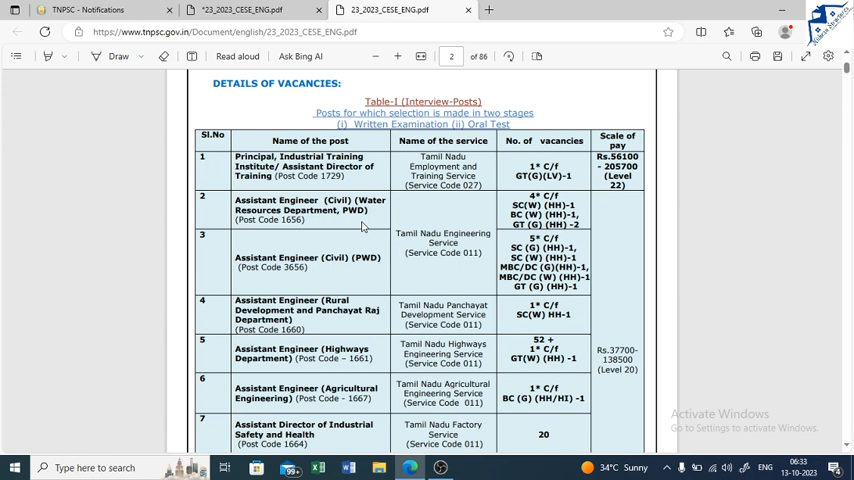 TNPSC - Notifications
*23_2023_CESE_ENG.pdf
23_2023_CESE_ENG.pdf
https://www.tnpsc.gov.in/Document/english/23_2023_CESE_ENG.pdf
Draw
Read aloud
Ask Bing AI
2
of 86
DETAILS OF VACANCIES:
Table-I (Interview-Posts)
Posts for which selection is made in two stages
(i) Written Examination (ii) Oral Test
Sl.No
Name of the post
Name of the service
No. of vacancies
Scale of
pay
1
Principal, Industrial Training
Institute/ Assistant Director of
Training (Post Code 1729)
Tamil Nadu
Employment and
Training Service
(Service Code 027)
1* C/f
GT(G)(LV)-1
Rs.56100
- 205700
(Level
22)
2
Assistant Engineer (Civil) (Water
Resources Department, PWD)
(Post Code 1656)
Tamil Nadu Engineering
Service
(Service Code 011)
4* C/f
SC(W) (HH)-1
BC (W) (HH)-1,
GT (G) (HH) -2
3
Assistant Engineer (Civil) (PWD)
(Post Code 3656)
5* C/f
SC (G) (HH)-1,
SC (W) (HH)-1
MBC/DC (G)(HH)-1,
MBC/DC (W) (HH)-1
GT (G) (HH)-1
4
Assistant Engineer (Rural
Development and Panchayat Raj
Department)
(Post Code 1660)
Tamil Nadu Panchayat
Development Service
(Service Code 011)
1* C/f
SC(W) HH-1
5
Assistant Engineer (Highways
Department) (Post Code – 1661)
Tamil Nadu Highways
Engineering Service
(Service Code 011)
52 +
1* C/f
GT(W) (HH) -1
Rs.37700-
138500
(Level 20)
6
Assistant Engineer (Agricultural
Engineering) (Post Code - 1667)
Tamil Nadu Agricultural
Engineering Service
(Service Code 011)
1* C/f
BC (G) (HH/HI) -1
7
Assistant Director of Industrial
Safety and Health
(Post Code 1664)
Tamil Nadu Factory
Service
(Service Code 011)
20
Activate Windows
Go to Settings to activate Windows.
Type here to search
99+
34°C Sunny
ENG
06:33
13-10-2023
4